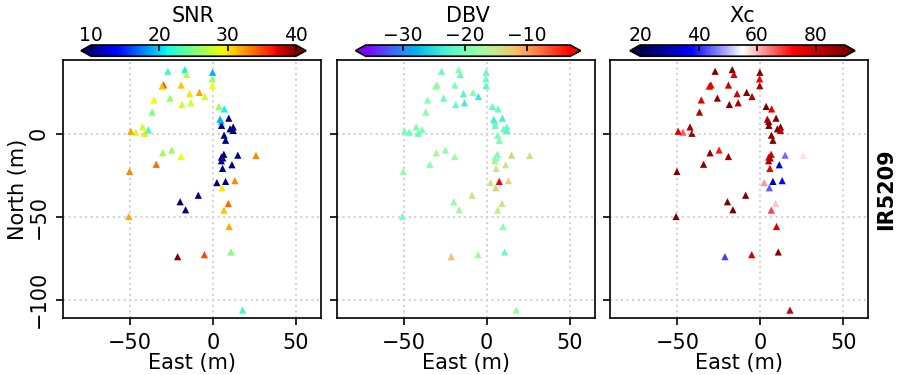 SNR DBV Xc
10 20 30 40 −30 −20 −10 20 40 60 80
0
−50
−100
North (m)
IR5209
−50 0 50 −50 0 50 −50 0 50
East (m) East (m) East (m)